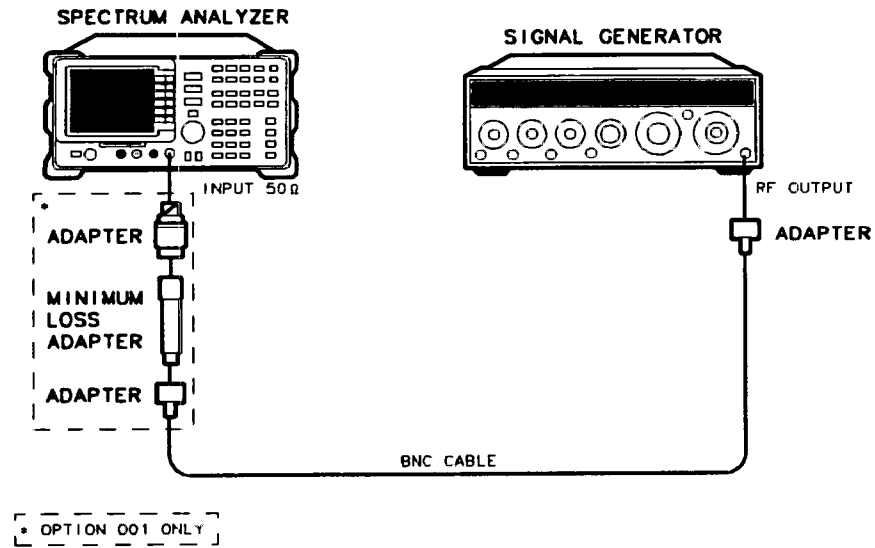 SPECTRUM ANALYZER
SIGNAL GENERATOR
INPUT 50Ω
RF OUTPUT
*
ADAPTER
ADAPTER
MINIMUM
LOSS
ADAPTER
ADAPTER
BNC CABLE
* OPTION 001 ONLY